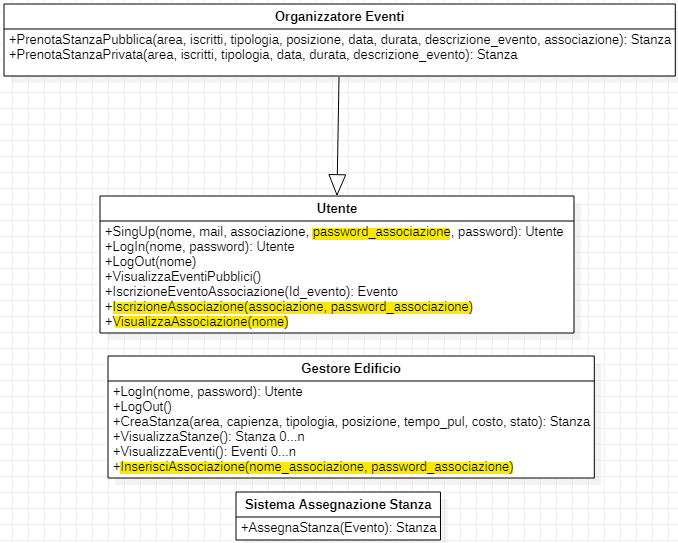 Organizzatore Eventi
+PrenotaStanzaPubblica(area, iscritti, tipologia, posizione, data, durata, descrizione_evento, associazione): Stanza
+PrenotaStanzaPrivata(area, iscritti, tipologia, data, durata, descrizione_evento): Stanza
Utente
+SingUp(nome, mail, associazione, password_associazione, password): Utente
+LogIn(nome, password): Utente
+LogOut(nome)
+VisualizzaEventiPubblici()
+IscrizioneEventoAssociazione(Id_evento): Evento
+IscrizioneAssociazione(associazione, password_associazione)
+VisualizzaAssociazione(nome)
Gestore Edificio
+LogIn(nome, password): Utente
+LogOut()
+CreaStanza(area, capienza, tipologia, posizione, tempo_pul, costo, stato): Stanza
+VisualizzaStanze(): Stanza 0...n
+VisualizzaEventi(): Eventi 0...n
+InserisciAssociazione(nome_associazione, password_associazione)
Sistema Assegnazione Stanza
+AssegnaStanza(Evento): Stanza